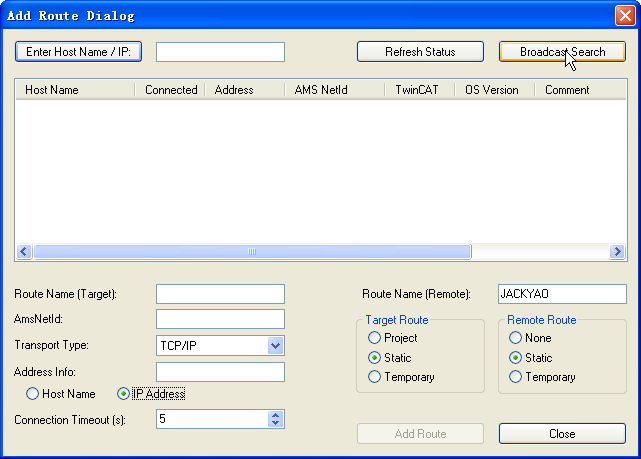 Add Route Dialog
Enter Host Name / IP: Refresh Status Broadcast Search
Host Name Connected Address AMS NetId TwinCAT OS Version Comment
Route Name (Target): Route Name (Remote): JACKYAO
AmsNetId: Target Route Remote Route
Project None
Transport Type: TCP/IP Static Static
Address Info: Temporary Temporary
Host Name IP Address
Connection Timeout (s): 5 Add Route Close